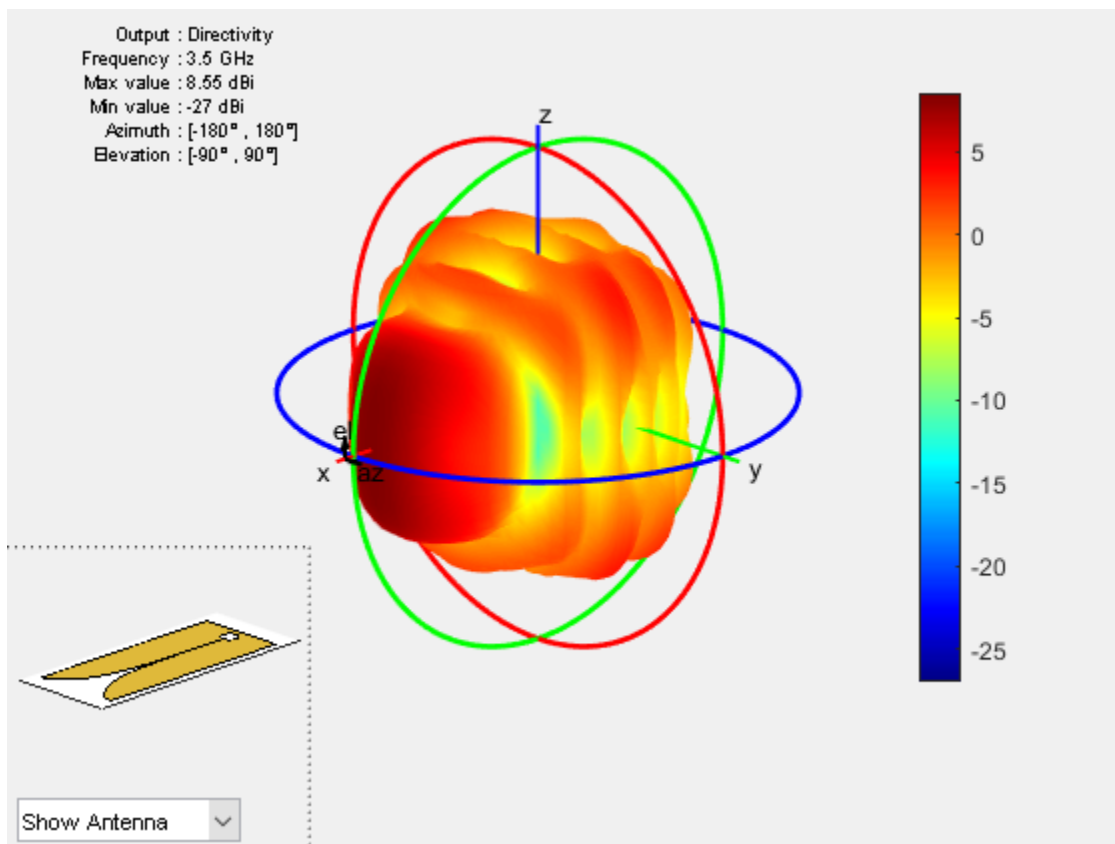 Output : Directivity
Frequency : 3.5 GHz
Max value : 8.55 dBi
Min value : -27 dBi
Azimuth : [-180° , 180°]
Elevation : [-90° , 90°]
z
5
0
-5
-10
-15
-20
-25
el
x
az
y
Show Antenna